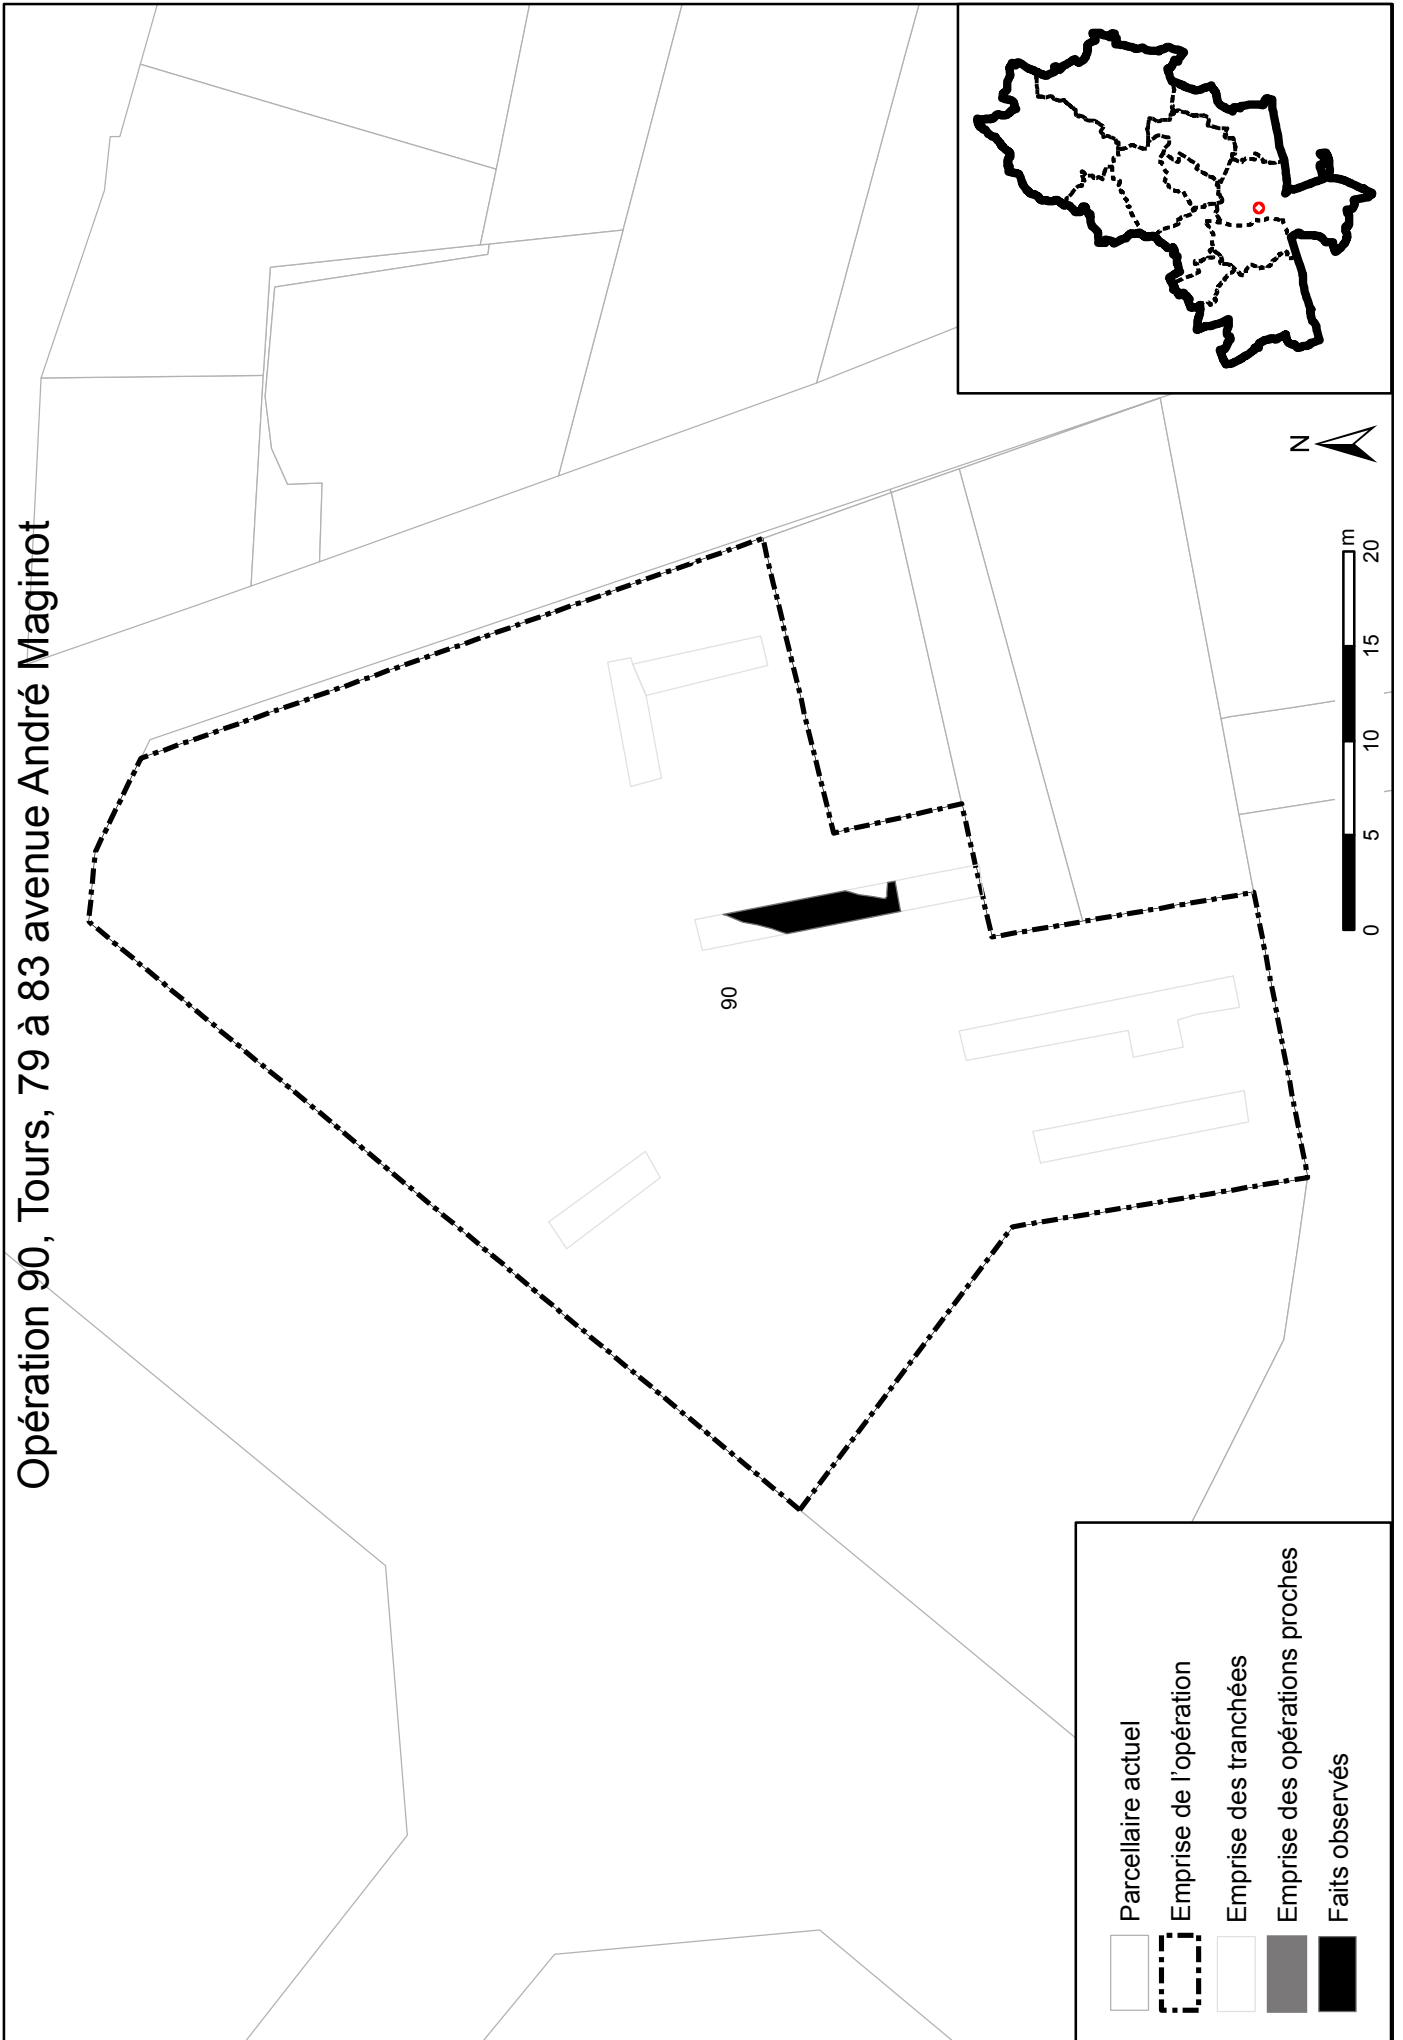 Opération 90, Tours, 79 à 83 avenue André Maginot
90
Parcellaire actuel
Emprise de l'opération
Emprise des tranchées
Emprise des opérations proches
Faits observés
0 5 10 15 20
m
N